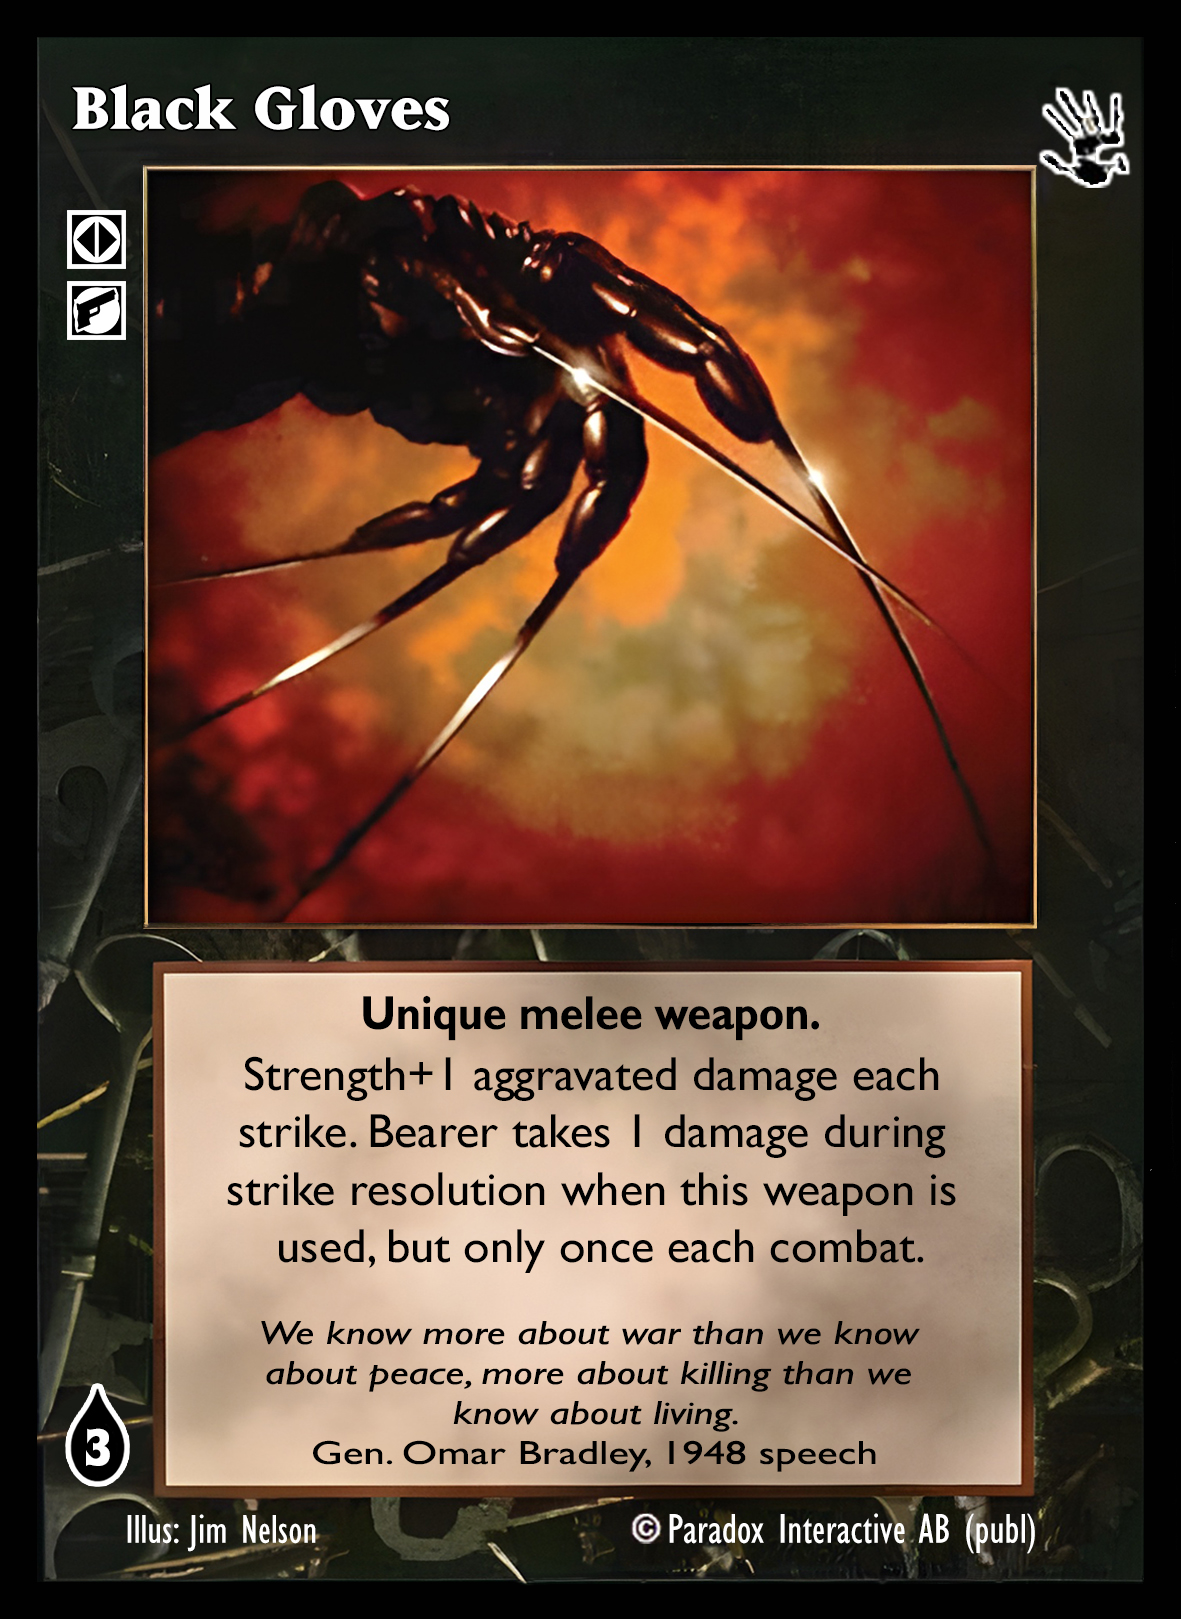 Black Gloves
Unique melee weapon.
Strength+1 aggravated damage each
strike. Bearer takes 1 damage during
strike resolution when this weapon is
used, but only once each combat.
We know more about war than we know
about peace, more about killing than we
know about living.
Gen. Omar Bradley, 1948 speech
3
Illus: Jim Nelson
© Paradox Interactive AB (publ)